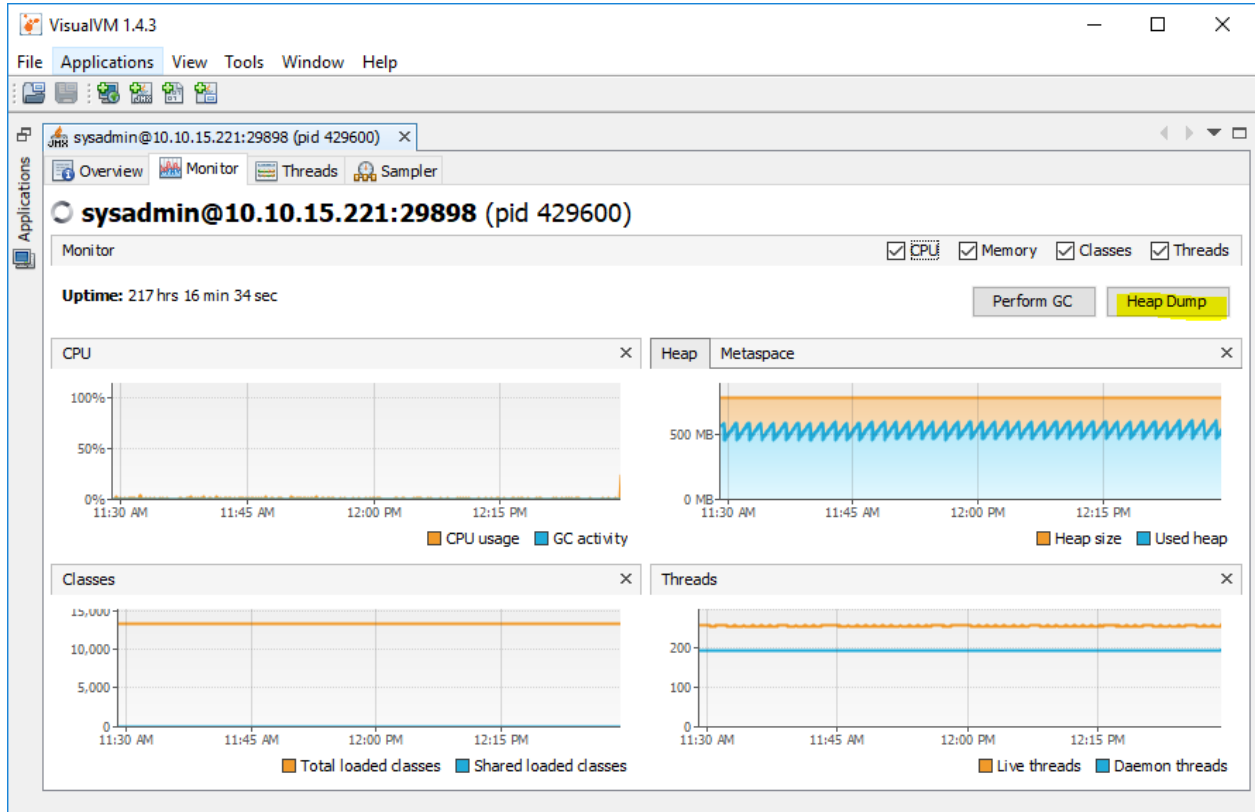 VisualVM 1.4.3
File Applications View Tools Window Help
JMX sysadmin@10.10.15.221:29898 (pid 429600)
Applications
Overview Monitor Threads Sampler
sysadmin@10.10.15.221:29898 (pid 429600)
Monitor CPU Memory Classes Threads
Uptime: 217 hrs 16 min 34 sec
Perform GC Heap Dump
CPU
100%
50%
0%
11:30 AM 11:45 AM 12:00 PM 12:15 PM
CPU usage GC activity
Heap Metaspace
500 MB
0 MB
11:30 AM 11:45 AM 12:00 PM 12:15 PM
Heap size Used heap
Classes
15,000
10,000
5,000
0
11:30 AM 11:45 AM 12:00 PM 12:15 PM
Total loaded classes Shared loaded classes
Threads
200
100
0
11:30 AM 11:45 AM 12:00 PM 12:15 PM
Live threads Daemon threads